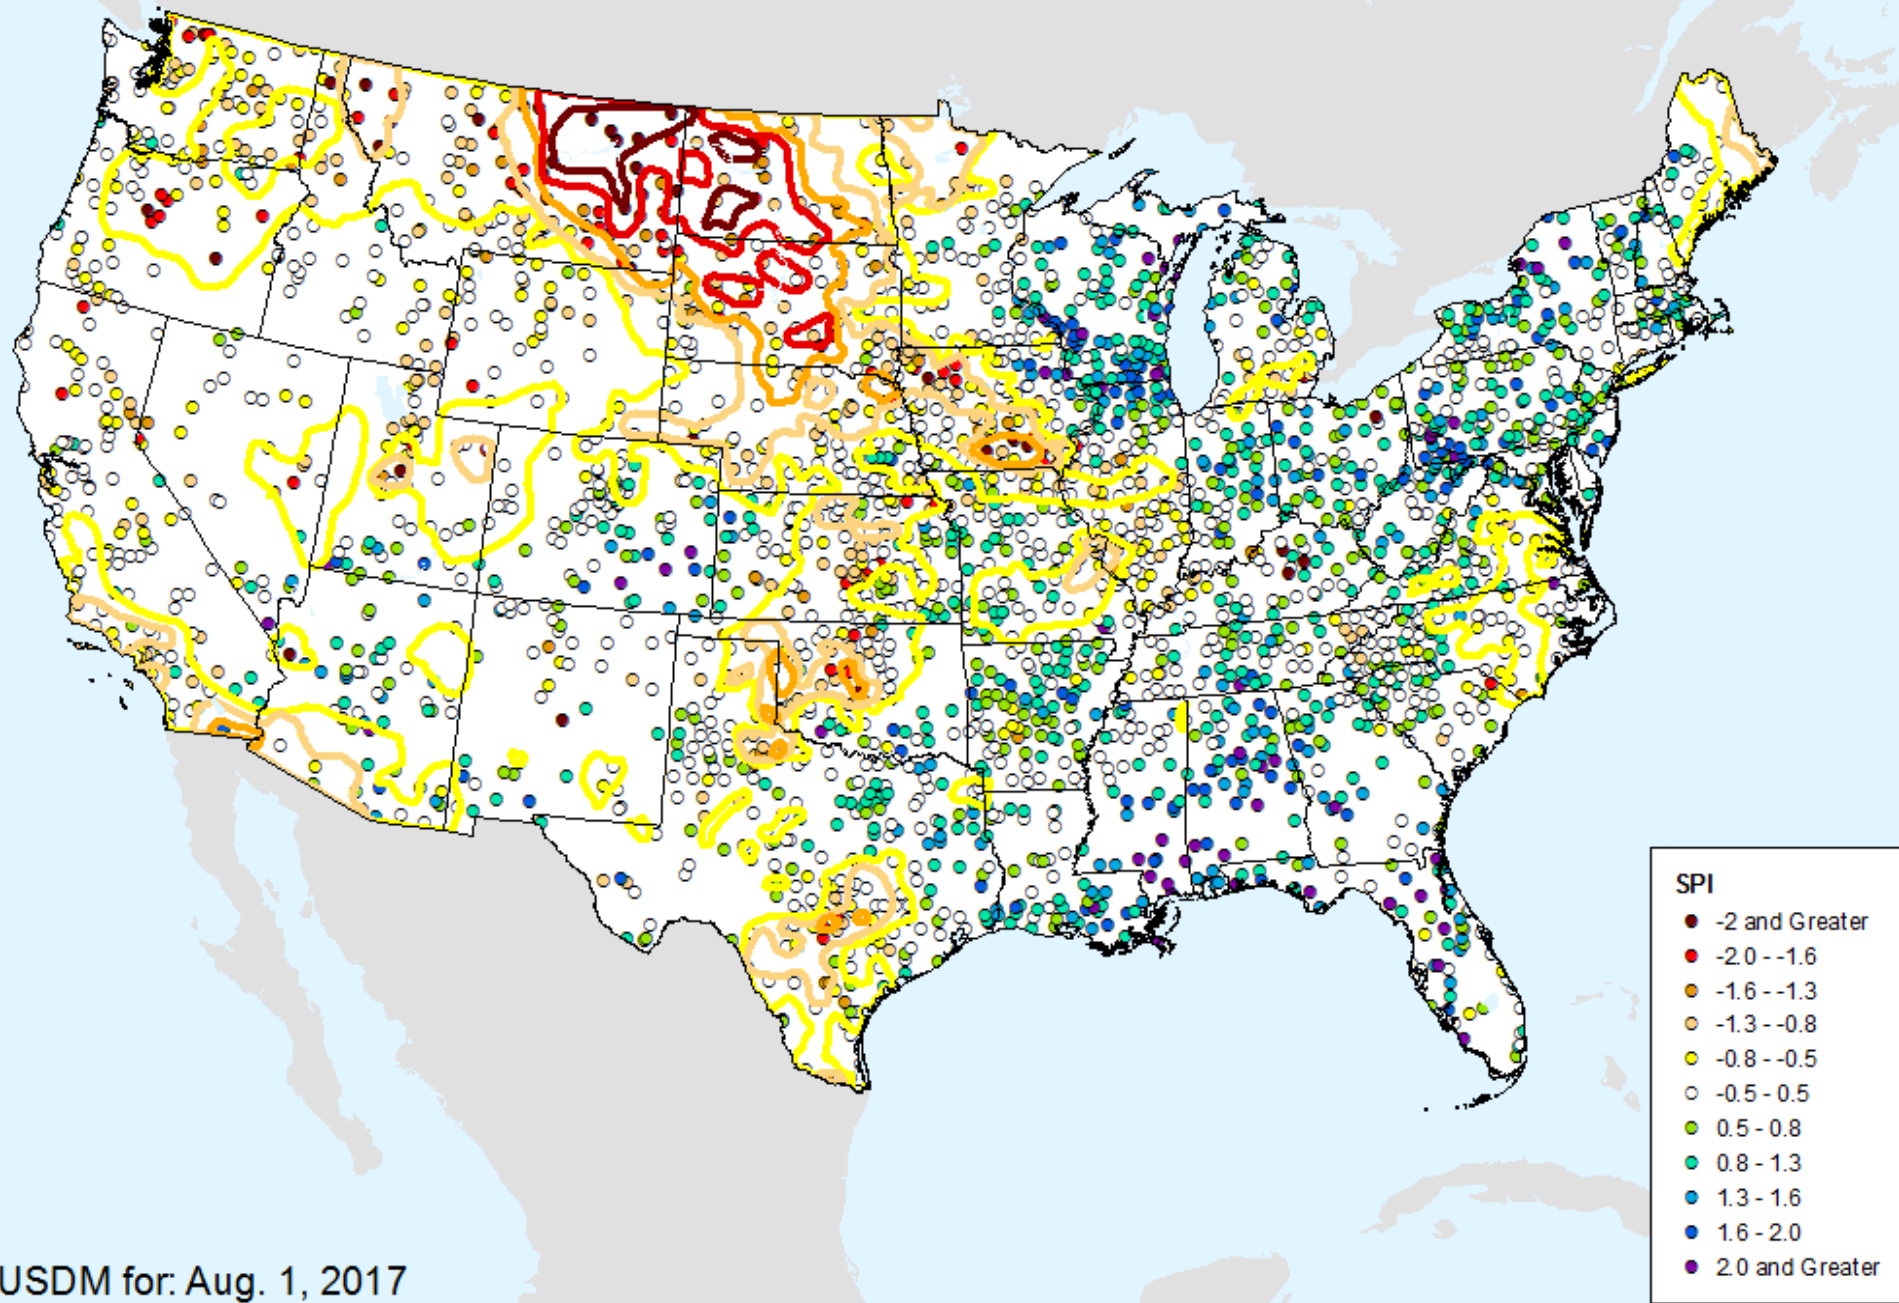 SPI
-2 and Greater
-2.0 - -1.6
-1.6 - -1.3
-1.3 - -0.8
-0.8 - -0.5
-0.5 - 0.5
0.5 - 0.8
0.8 - 1.3
1.3 - 1.6
1.6 - 2.0
2.0 and Greater
USDM for: Aug. 1, 2017